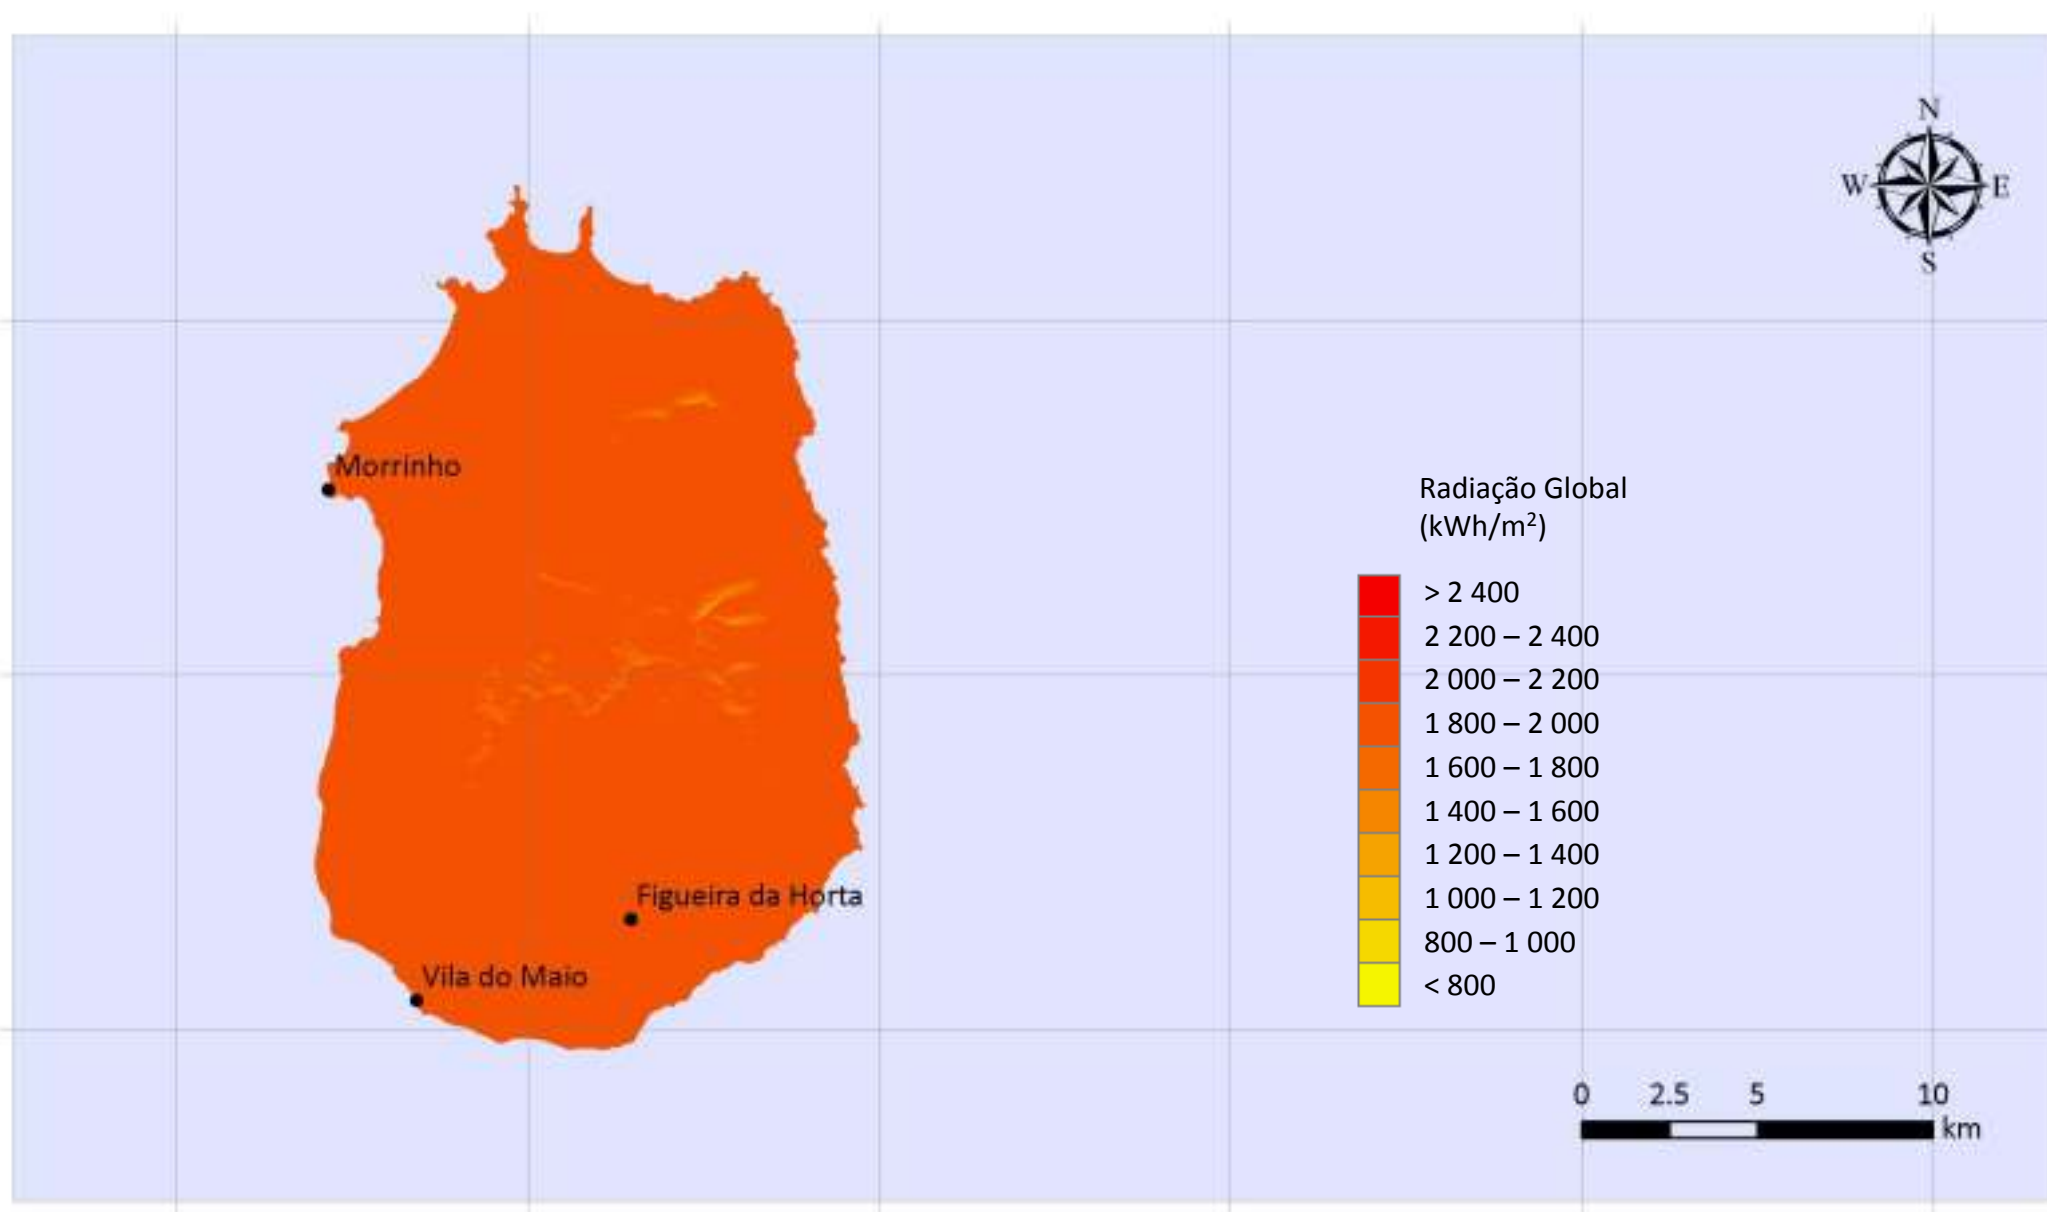 N
W E
S
Morrinho
Radiação Global
(kWh/m²)
> 2 400
2 200 – 2 400
2 000 – 2 200
1 800 – 2 000
1 600 – 1 800
1 400 – 1 600
1 200 – 1 400
1 000 – 1 200
800 – 1 000
< 800
Figueira da Horta
Vila do Maio
0 2.5 5 10
km